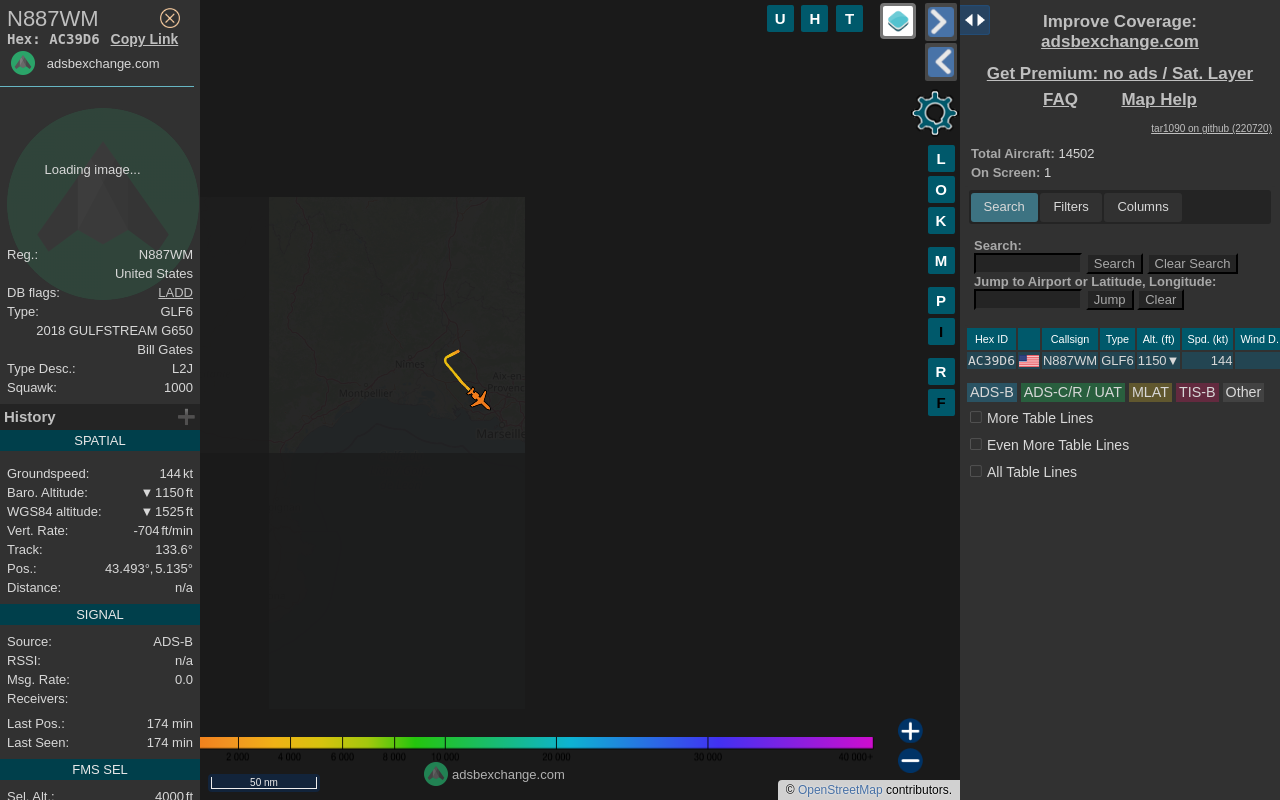 N887WM
Hex: AC39D6 Copy Link
adsbexchange.com
Loading image...
Reg.: N887WM
United States
DB flags: LADD
Type: GLF6
2018 GULFSTREAM G650
Bill Gates
Type Desc.: L2J
Squawk: 1000
History
SPATIAL
Groundspeed: 144 kt
Baro. Altitude: ▼ 1150 ft
WGS84 altitude: ▼ 1525 ft
Vert. Rate: -704 ft/min
Track: 133.6°
Pos.: 43.493°, 5.135°
Distance: n/a
SIGNAL
Source: ADS-B
RSSI: n/a
Msg. Rate: 0.0
Receivers:
Last Pos.: 174 min
Last Seen: 174 min
FMS SEL
Sel. Alt.: 4000 ft
U H T
L
O
K
M
P
I
R
F
Nîmes
Montpellier
Marseille
2 000 4 000 6 000 8 000 10 000 20 000 30 000 40 000+
adsbexchange.com
50 nm
© OpenStreetMap contributors.
Improve Coverage:
adsbexchange.com
Get Premium: no ads / Sat. Layer
FAQ Map Help
tar1090 on github (220720)
Total Aircraft: 14502
On Screen: 1
Search Filters Columns
Search:
Search Clear Search
Jump to Airport or Latitude, Longitude:
Jump Clear
Hex ID Callsign Type Alt. (ft) Spd. (kt) Wind D.
AC39D6 N887WM GLF6 1150▼ 144
ADS-B ADS-C/R / UAT MLAT TIS-B Other
More Table Lines
Even More Table Lines
All Table Lines